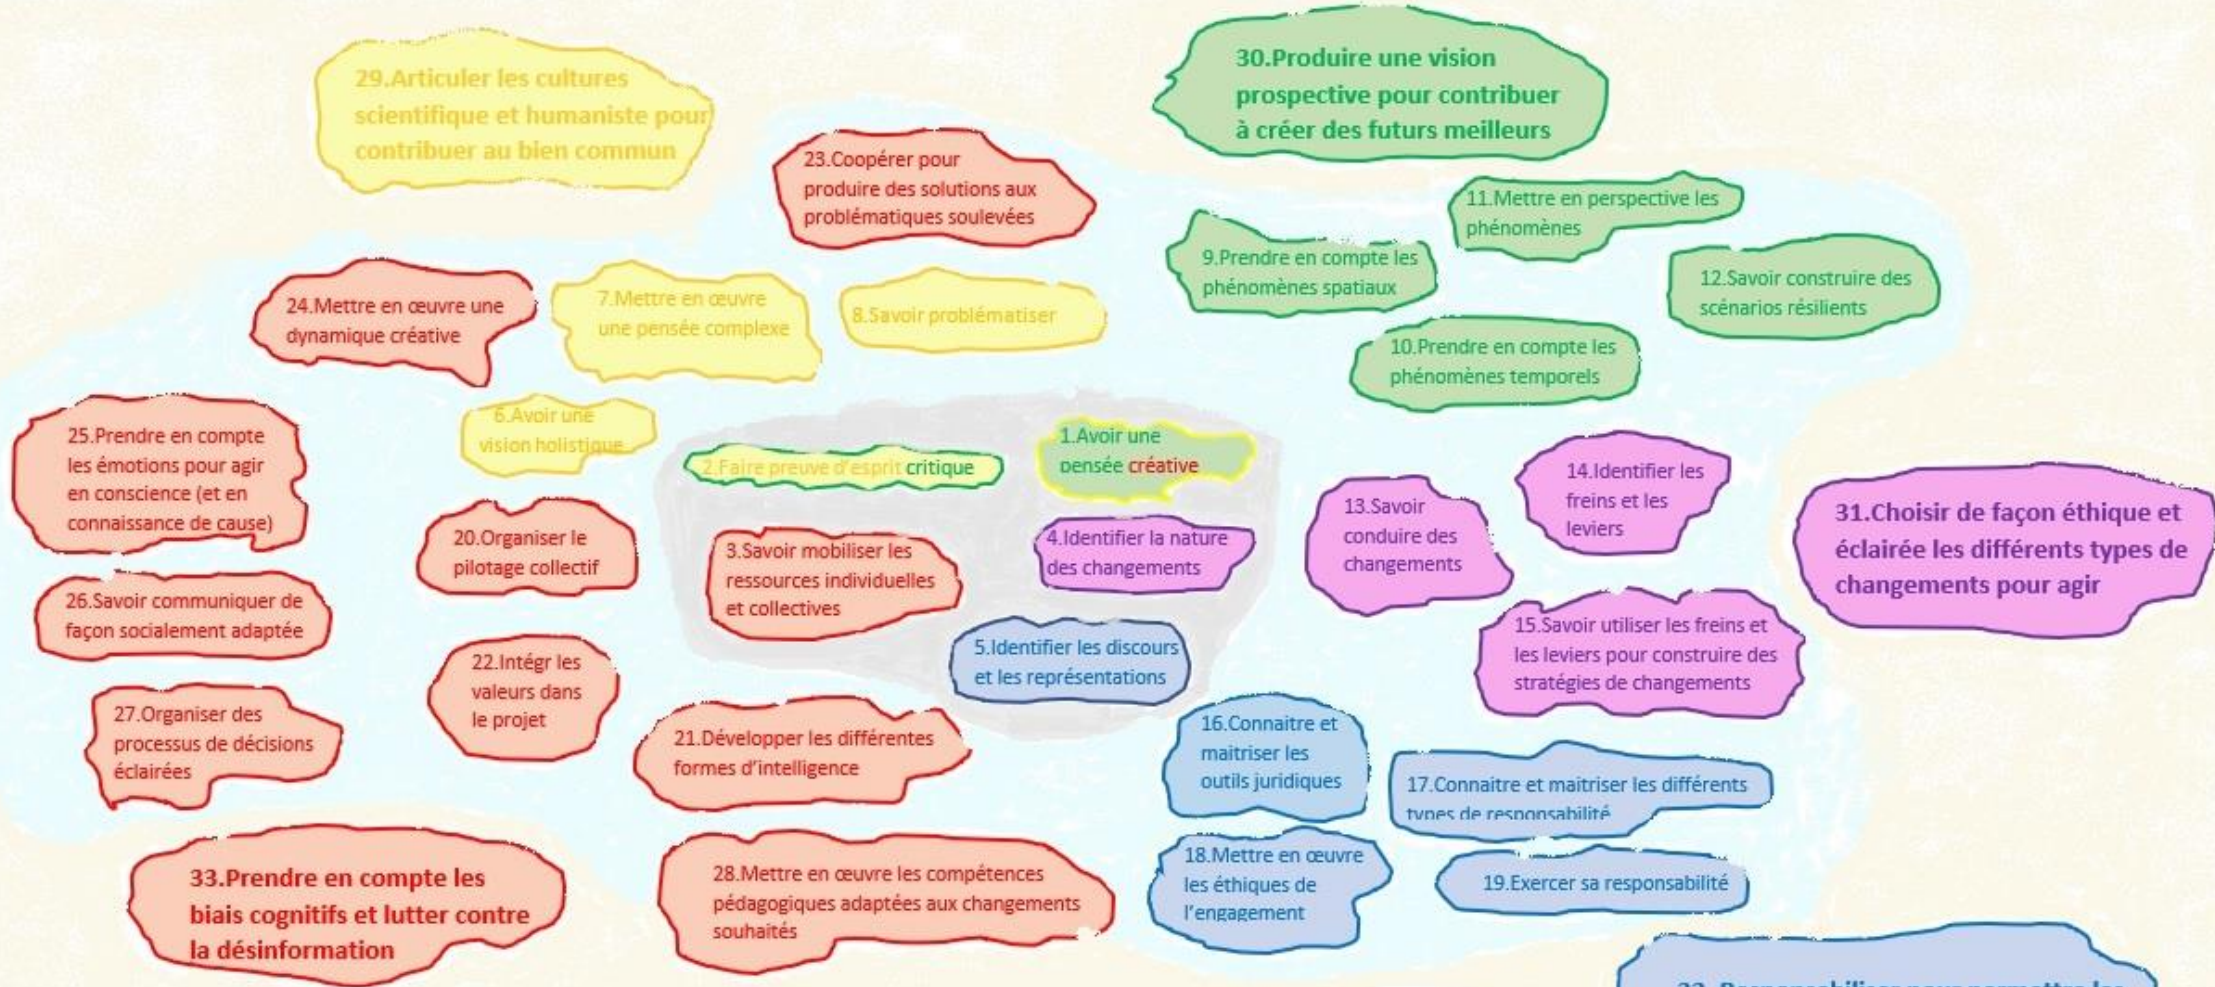 29.Articuler les cultures
scientifique et humaniste pour
contribuer au bien commun
30.Produire une vision
prospective pour contribuer
à créer des futurs meilleurs
23.Coopérer pour
produire des solutions aux
problématiques soulevées
11.Mettre en perspective les
phénomènes
9.Prendre en compte les
phénomènes spatiaux
12.Savoir construire des
scénarios résilients
24.Mettre en œuvre une
dynamique créative
7.Mettre en œuvre
une pensée complexe
8.Savoir problématiser
10.Prendre en compte les
phénomènes temporels
25.Prendre en compte
les émotions pour agir
en conscience (et en
connaissance de cause)
6.Avoir une
vision holistique
2.Faire preuve d'esprit critique
1.Avoir une
pensée créative
14.Identifier les
freins et les
leviers
13.Savoir
conduire des
changements
31.Choisir de façon éthique et
éclairée les différents types de
changements pour agir
20.Organiser le
pilotage collectif
3.Savoir mobiliser les
ressources individuelles
et collectives
4.Identifier la nature
des changements
26.Savoir communiquer de
façon socialement adaptée
15.Savoir utiliser les freins et
les leviers pour construire des
stratégies de changements
5.Identifier les discours
et les représentations
22.Intégr les
valeurs dans
le projet
27.Organiser des
processus de décisions
éclairées
21.Développer les différentes
formes d'intelligence
16.Connaitre et
maitriser les
outils juridiques
17.Connaitre et maitriser les différents
types de responsabilité
33.Prendre en compte les
biais cognitifs et lutter contre
la désinformation
28.Mettre en œuvre les compétences
pédagogiques adaptées aux changements
souhaités
18.Mettre en œuvre
les éthiques de
l'engagement
19.Exercer sa responsabilité